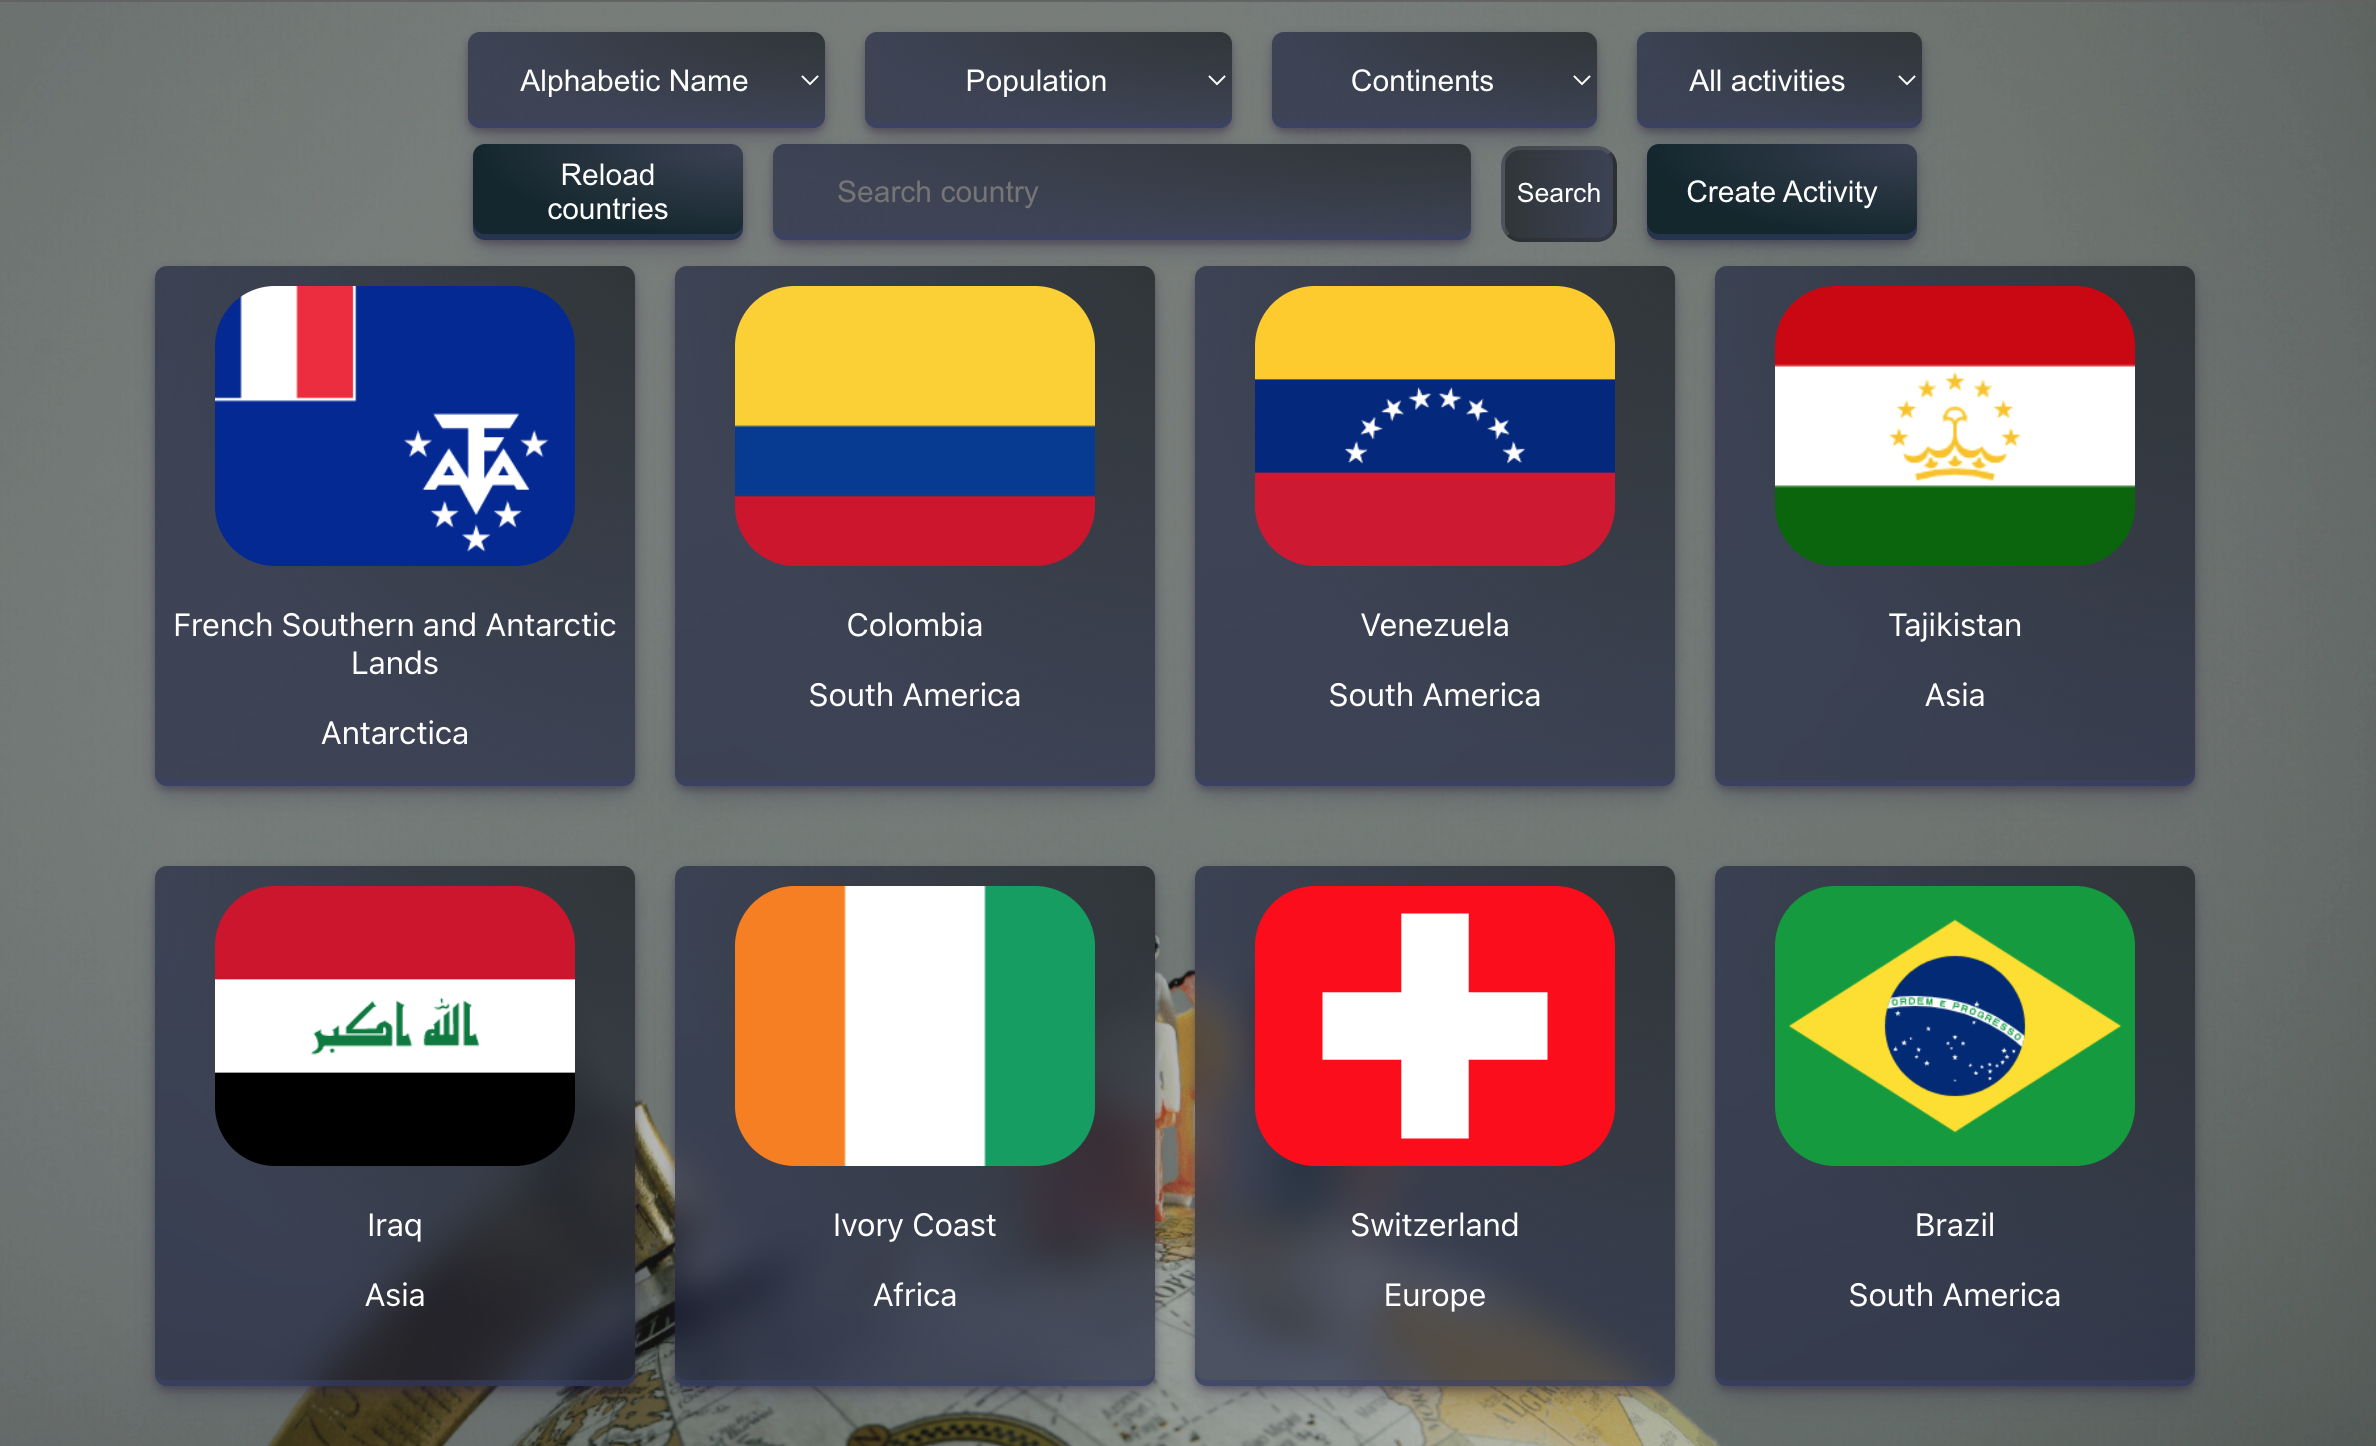 Alphabetic Name
Population
Continents
All activities
Reload
countries
Search country
Search
Create Activity
French Southern and Antarctic
Lands
Antarctica
Colombia
South America
Venezuela
South America
Tajikistan
Asia
الله اكبر
Iraq
Asia
Ivory Coast
Africa
Switzerland
Europe
ORDEM E PROGRESSO
Brazil
South America